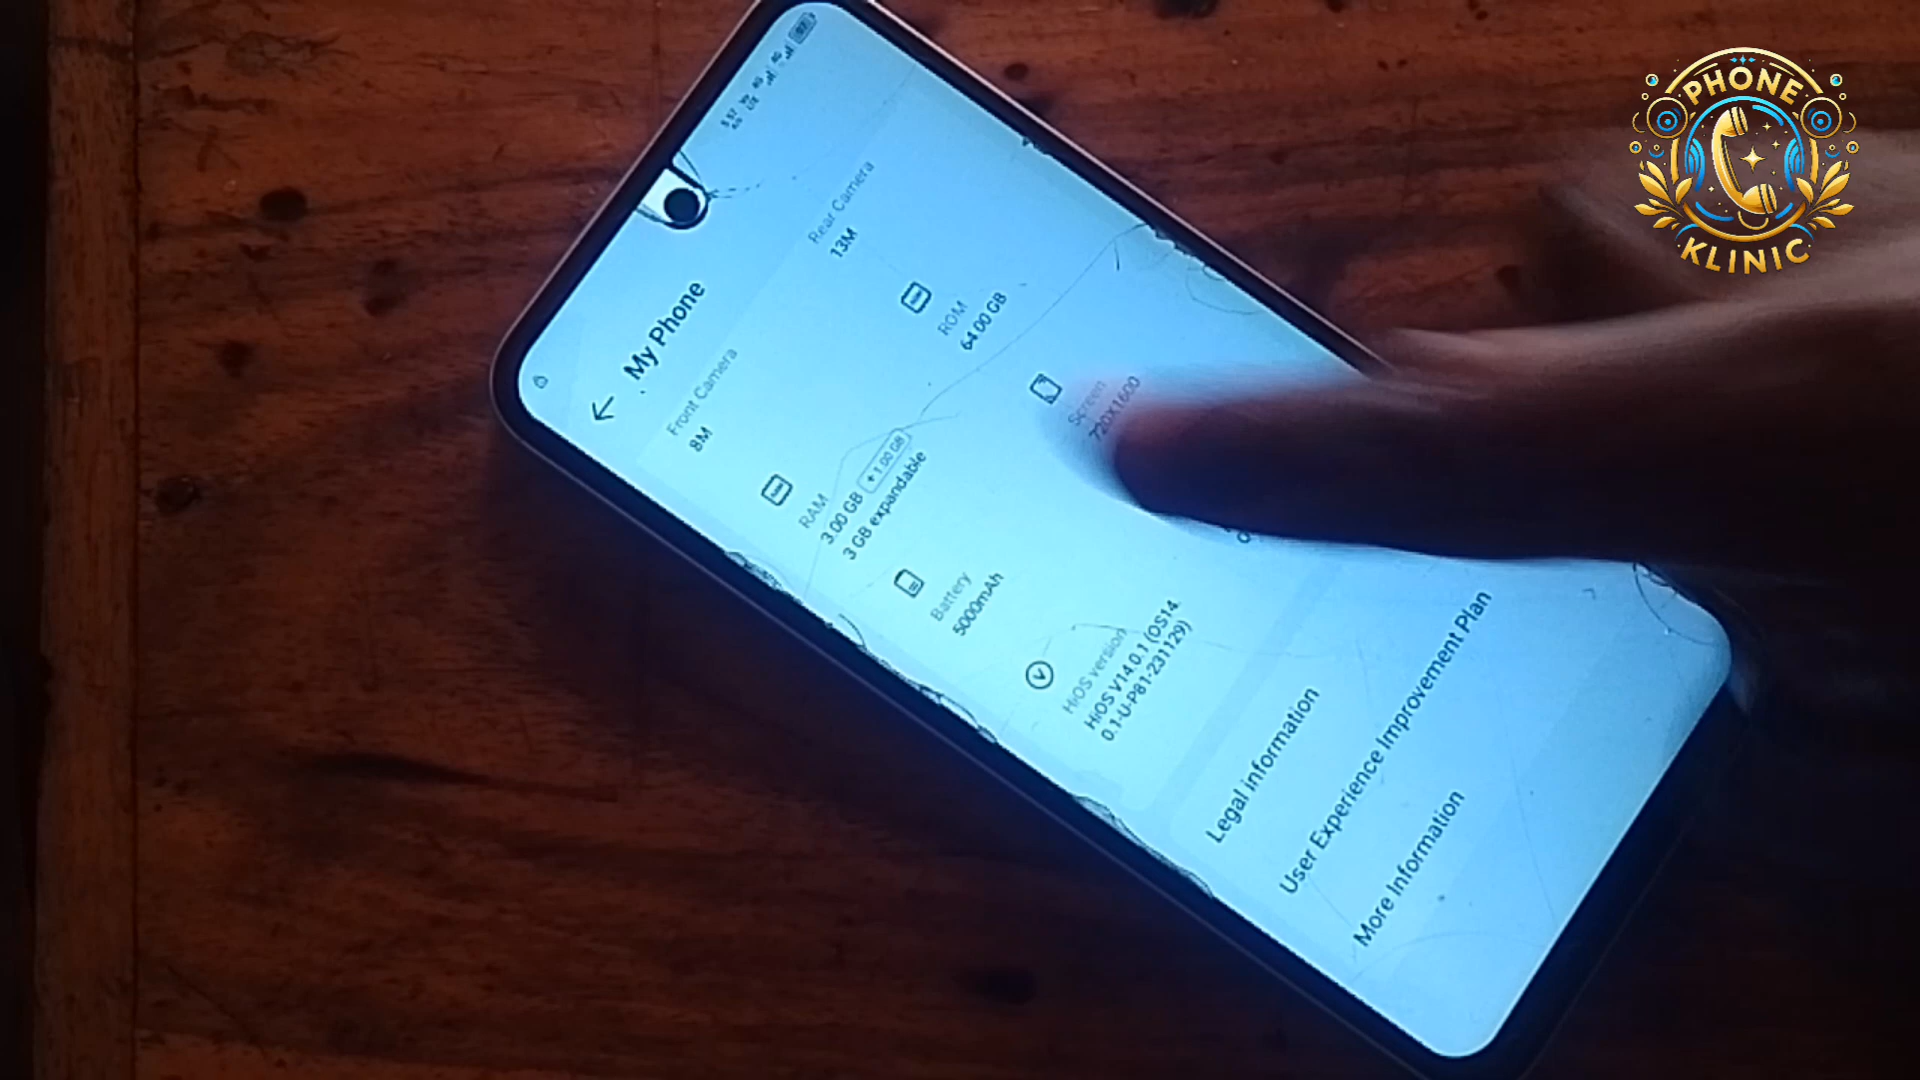 My Phone
Front Camera
8M
Rear Camera
13M
RAM
3.00 GB + 1.00 GB
3 GB expandable
ROM
64.00 GB
Battery
5000mAh
Screen
720X1600
HiOS version
HiOS V14.0.1 (OS14.
0.1-U-P81-231129)
Legal information
User Experience Improvement Plan
More Information
PHONE
KLINIC